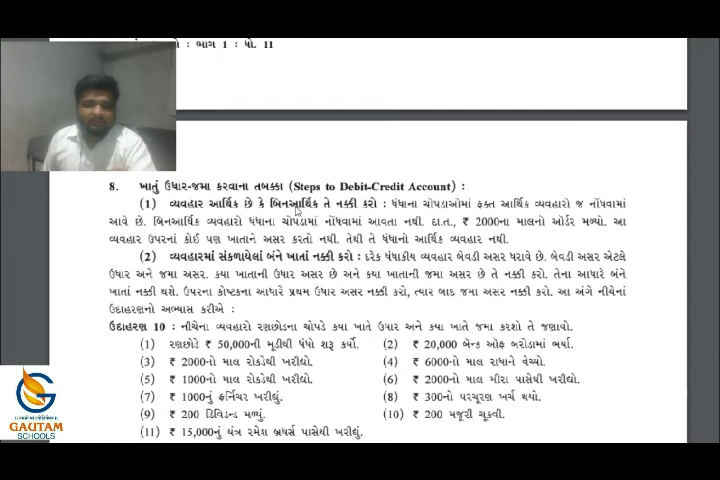 : ભાગ 1 : ધો. 11
8. ખાતું ઉધાર-જમા કરવાના તબક્કા (Steps to Debit-Credit Account) :
(1) વ્યવહાર આર્થિક છે કે બિનઆર્થિક તે નક્કી કરો : ધંધાના ચોપડાઓમાં ફક્ત આર્થિક વ્યવહારો જ નોંધવામાં
આવે છે. બિનઆર્થિક વ્યવહારો ધંધાના ચોપડામાં નોંધવામાં આવતા નથી. દા.ત., ₹ 2000ના માલનો ઑર્ડર મળ્યો. આ
વ્યવહાર ઉપરનાં કોઈ પણ ખાતાને અસર કરતો નથી. તેથી તે ધંધાનો આર્થિક વ્યવહાર નથી.
(2) વ્યવહારમાં સંકળાયેલાં બંને ખાતાં નક્કી કરો : દરેક ધંધાકીય વ્યવહાર બેવડી અસર ધરાવે છે. બેવડી અસર એટલે
ઉધાર અને જમા અસર. કયા ખાતાની ઉધાર અસર છે અને કયા ખાતાની જમા અસર છે તે નક્કી કરો. તેના આધારે બંને
ખાતાં નક્કી થશે. ઉપરના કોષ્ટકના આધારે પ્રથમ ઉધાર અસર નક્કી કરો, ત્યાર બાદ જમા અસર નક્કી કરો. આ અંગે નીચેનાં
ઉદાહરણનો અભ્યાસ કરીએ :
ઉદાહરણ 10 : નીચેના વ્યવહારો રણછોડના ચોપડે કયા ખાતે ઉધાર અને કયા ખાતે જમા કરશો તે જણાવો.
(1) રણછોડે ₹ 50,000ની મૂડીથી ધંધો શરૂ કર્યો. (2) ₹ 20,000 બૅન્ક ઑફ બરોડામાં ભર્યા.
(3) ₹ 2000નો માલ રોકડેથી ખરીદ્યો. (4) ₹ 6000નો માલ રાધાને વેચ્યો.
(5) ₹ 1000નો માલ રોકડેથી ખરીદ્યો. (6) ₹ 2000નો માલ મીરા પાસેથી ખરીદ્યો.
(7) ₹ 1000નું ફર્નિચર ખરીદ્યું. (8) ₹ 300નો પરચૂરણ ખર્ચ થયો.
(9) ₹ 200 ડિવિડન્ડ મળ્યું. (10) ₹ 200 મજૂરી ચૂકવી.
(11) ₹ 15,000નું યંત્ર રમેશ બ્રધર્સ પાસેથી ખરીદ્યું.
GAUTAM
SCHOOLS